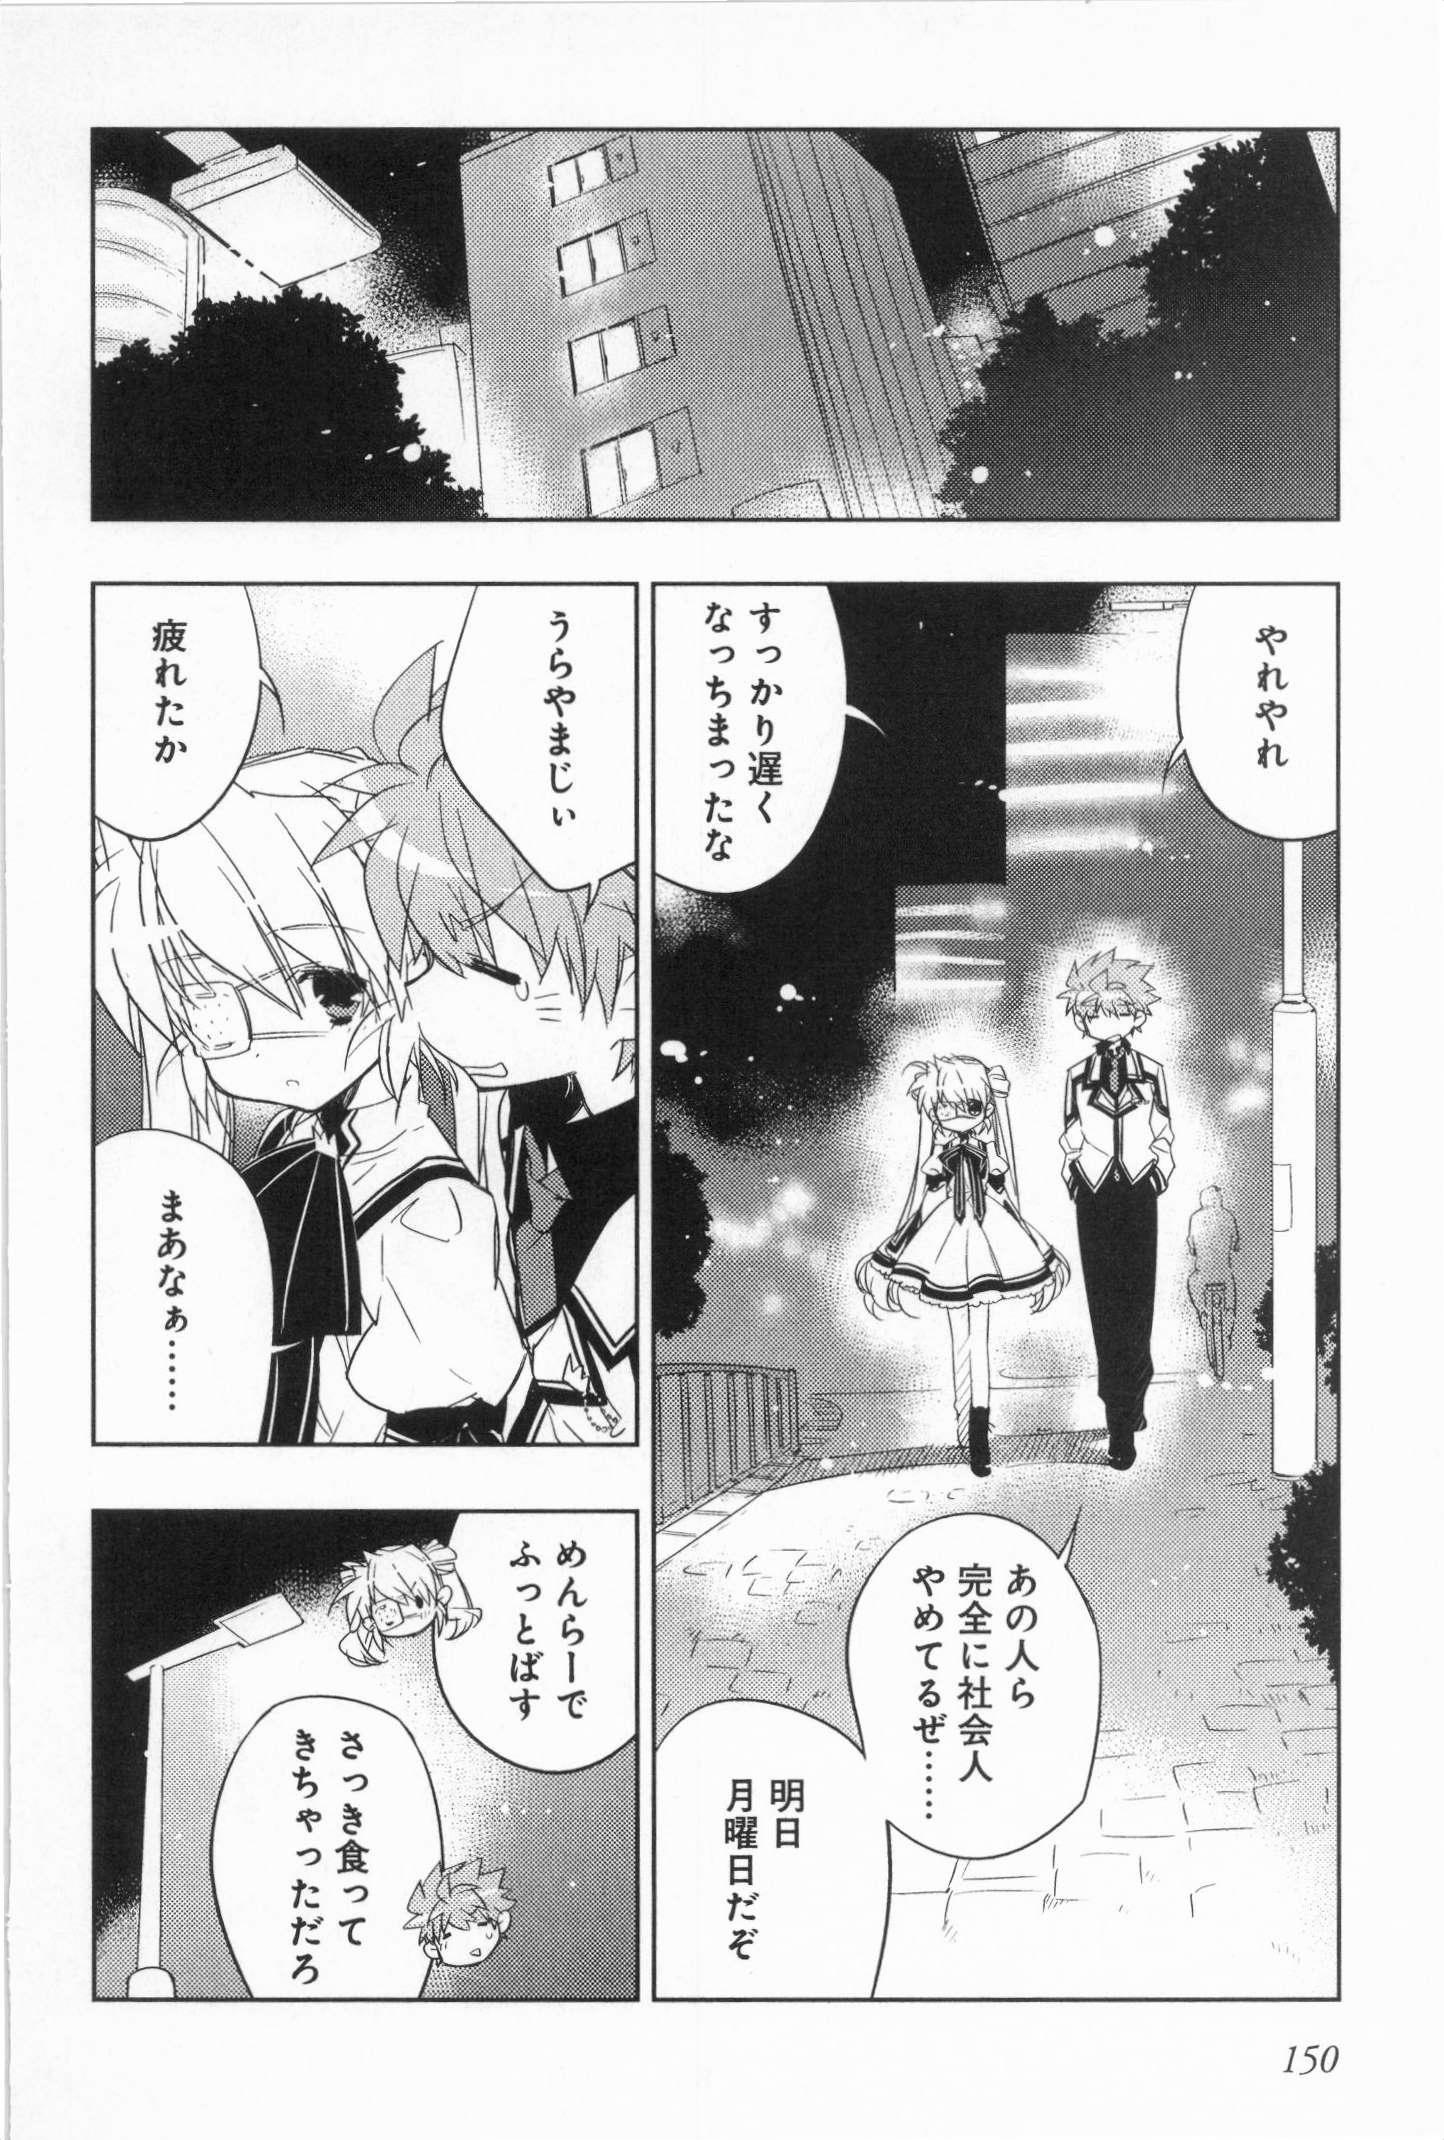 やれやれ
すっかり遅く
なっちまったな
あの人ら
完全に社会人
やめてるぜ……
明日
月曜日だぞ
うらやまじぃ
疲れたか
まあなぁ……
めんらーで
ふっとばす
さっき食って
きちゃっただろ
150